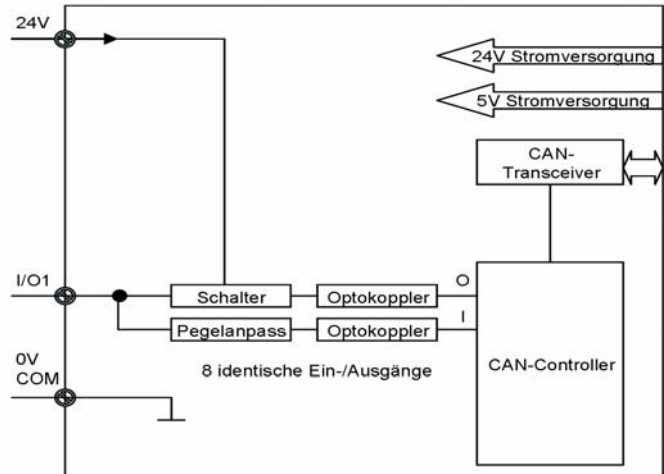 24V
24V Stromversorgung
5V Stromversorgung
CAN-
Transceiver
I/O1
Schalter
Optokoppler
O
Pegelanpass
Optokoppler
I
8 identische Ein-/Ausgänge
CAN-Controller
0V
COM